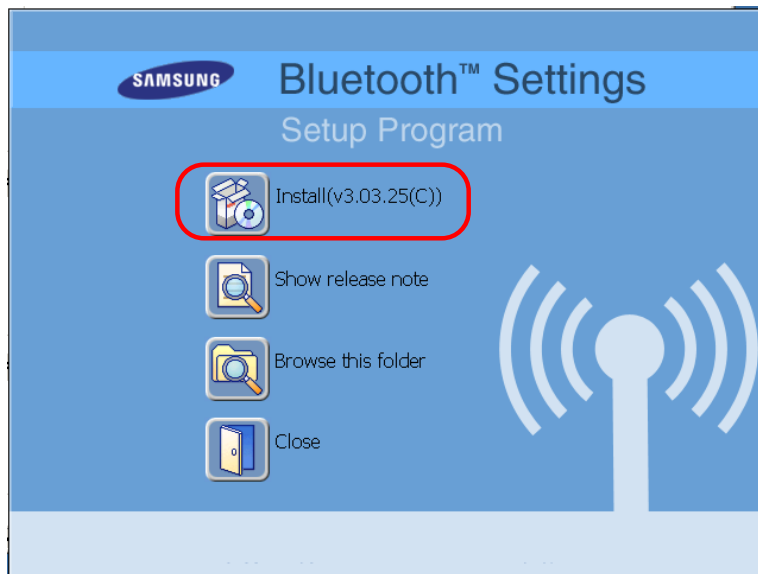 SAMSUNG
Bluetooth™ Settings
Setup Program
Install(v3.03.25(C))
Show release note
Browse this folder
Close